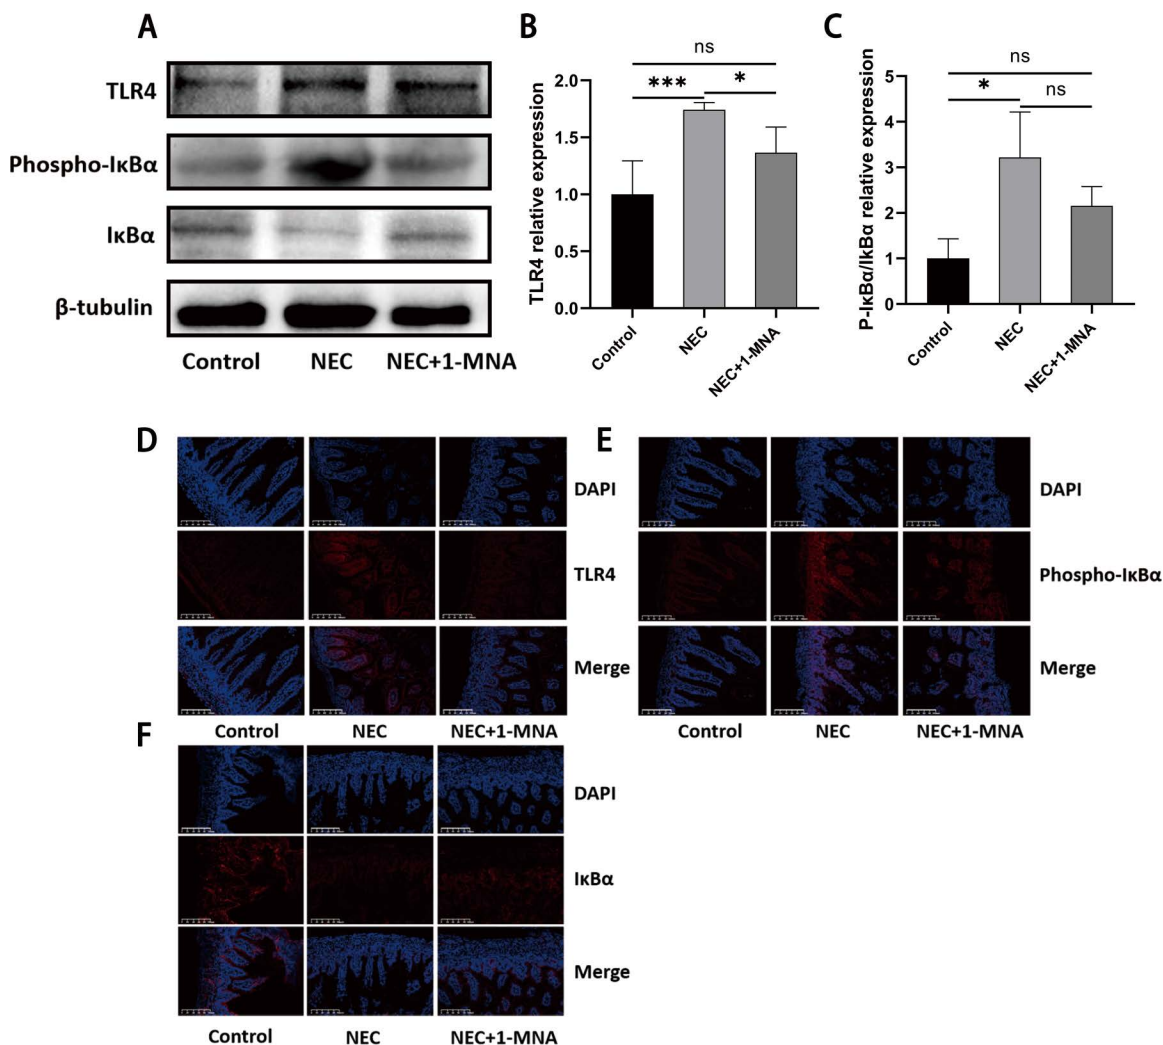 A
TLR4
Phospho-IκBα
IκBα
β-tubulin
Control NEC NEC+1-MNA
B
TLR4 relative expression
2.0
1.5
1.0
0.5
0.0
ns
*** *
Control
NEC
NEC+1-MNA
C
P-IκBα/IκBα relative expression
5
4
3
2
1
0
ns
* ns
Control
NEC
NEC+1-MNA
D
DAPI
TLR4
Merge
Control NEC NEC+1-MNA
E
DAPI
Phospho-IκBα
Merge
Control NEC NEC+1-MNA
F
DAPI
IκBα
Merge
Control NEC NEC+1-MNA